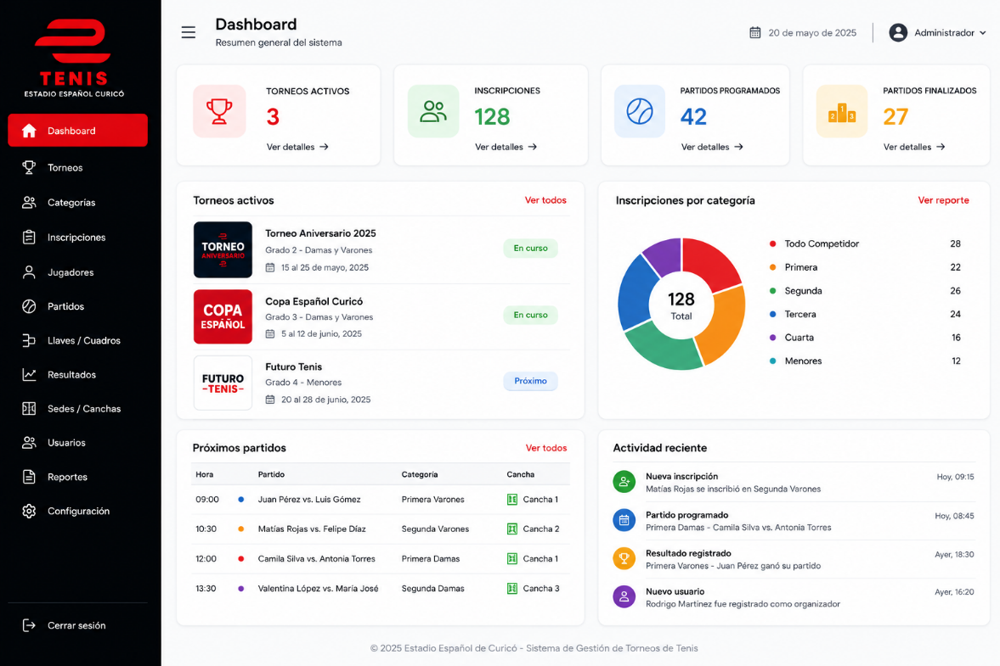 TENIS
ESTADIO ESPAÑOL CURICÓ
Dashboard
Torneos
Categorías
Inscripciones
Jugadores
Partidos
Llaves / Cuadros
Resultados
Sedes / Canchas
Usuarios
Reportes
Configuración
Cerrar sesión
Dashboard
Resumen general del sistema
20 de mayo de 2025
Administrador
TORNEOS ACTIVOS
3
Ver detalles →
INSCRIPCIONES
128
Ver detalles →
PARTIDOS PROGRAMADOS
42
Ver detalles →
2 1 3
PARTIDOS FINALIZADOS
27
Ver detalles →
Torneos activos
Ver todos
TORNEO
ANIVERSARIO
Torneo Aniversario 2025
Grado 2 - Damas y Varones
15 al 25 de mayo, 2025
En curso
COPA
ESPAÑOL
Copa Español Curicó
Grado 3 - Damas y Varones
5 al 12 de junio, 2025
En curso
FUTURO
-TENIS-
Futuro Tenis
Grado 4 - Menores
20 al 28 de junio, 2025
Próximo
Inscripciones por categoría
Ver reporte
128
Total
Todo Competidor 28
Primera 22
Segunda 26
Tercera 24
Cuarta 16
Menores 12
Próximos partidos
Ver todos
Hora Partido Categoría Cancha
09:00 Juan Pérez vs. Luis Gómez Primera Varones Cancha 1
10:30 Matías Rojas vs. Felipe Díaz Segunda Varones Cancha 2
12:00 Camila Silva vs. Antonia Torres Primera Damas Cancha 1
13:30 Valentina López vs. María José Segunda Damas Cancha 3
Actividad reciente
Nueva inscripción Hoy, 09:15
Matías Rojas se inscribió en Segunda Varones
Partido programado Hoy, 08:45
Primera Damas - Camila Silva vs. Antonia Torres
Resultado registrado Ayer, 18:30
Primera Varones - Juan Pérez ganó su partido
Nuevo usuario Ayer, 16:20
Rodrigo Martinez fue registrado como organizador
© 2025 Estadio Español de Curicó - Sistema de Gestión de Torneos de Tenis